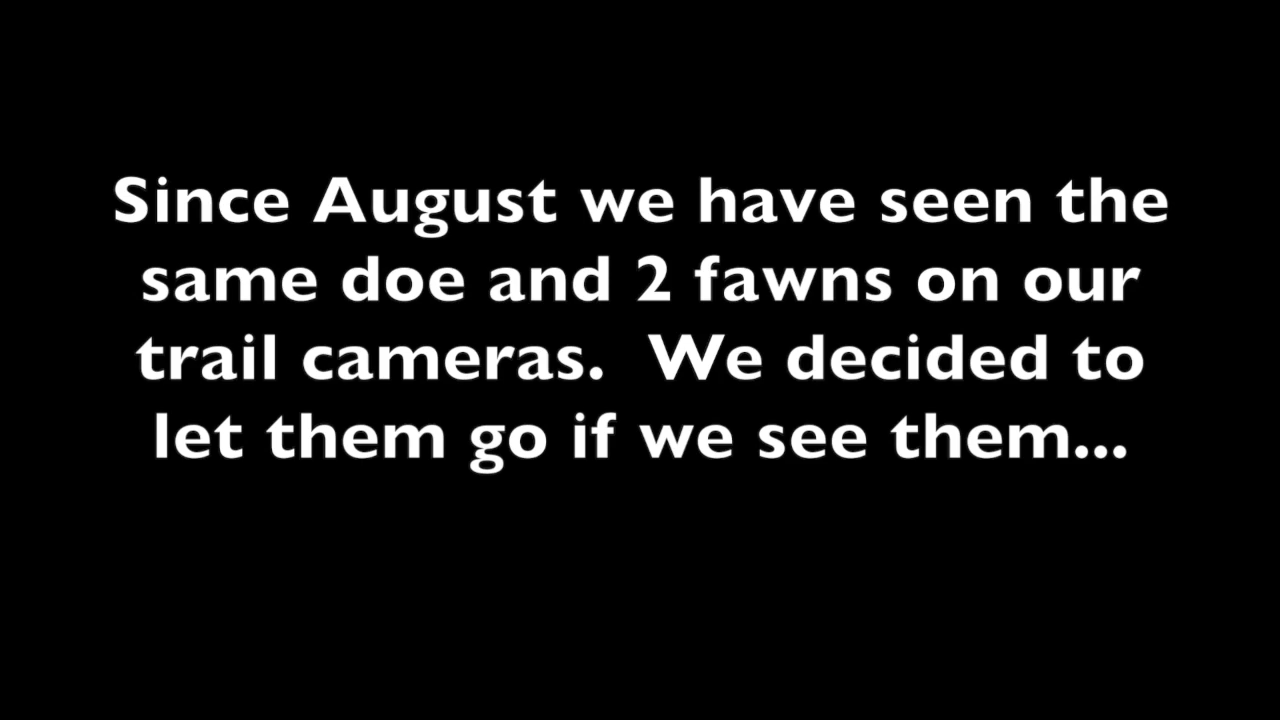 Since August we have seen the
same doe and 2 fawns on our
trail cameras.  We decided to
let them go if we see them...